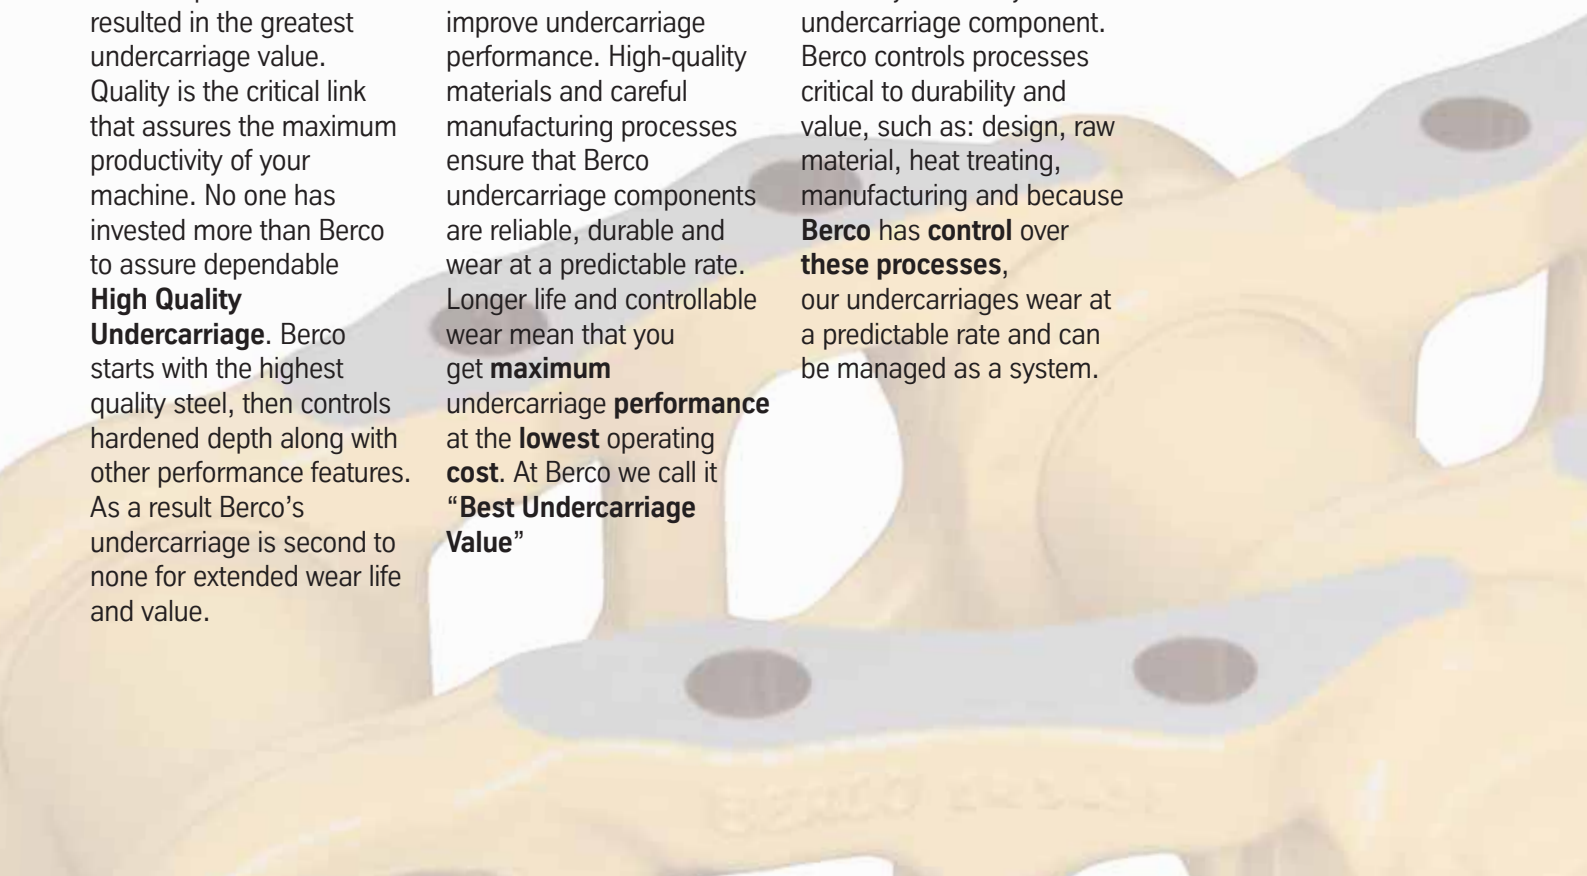 resulted in the greatest
undercarriage value.
Quality is the critical link
that assures the maximum
productivity of your
machine. No one has
invested more than Berco
to assure dependable
High Quality
Undercarriage. Berco
starts with the highest
quality steel, then controls
hardened depth along with
other performance features.
As a result Berco’s
undercarriage is second to
none for extended wear life
and value.
improve undercarriage
performance. High-quality
materials and careful
manufacturing processes
ensure that Berco
undercarriage components
are reliable, durable and
wear at a predictable rate.
Longer life and controllable
wear mean that you
get maximum
undercarriage performance
at the lowest operating
cost. At Berco we call it
“Best Undercarriage
Value”
undercarriage component.
Berco controls processes
critical to durability and
value, such as: design, raw
material, heat treating,
manufacturing and because
Berco has control over
these processes,
our undercarriages wear at
a predictable rate and can
be managed as a system.
BERCO